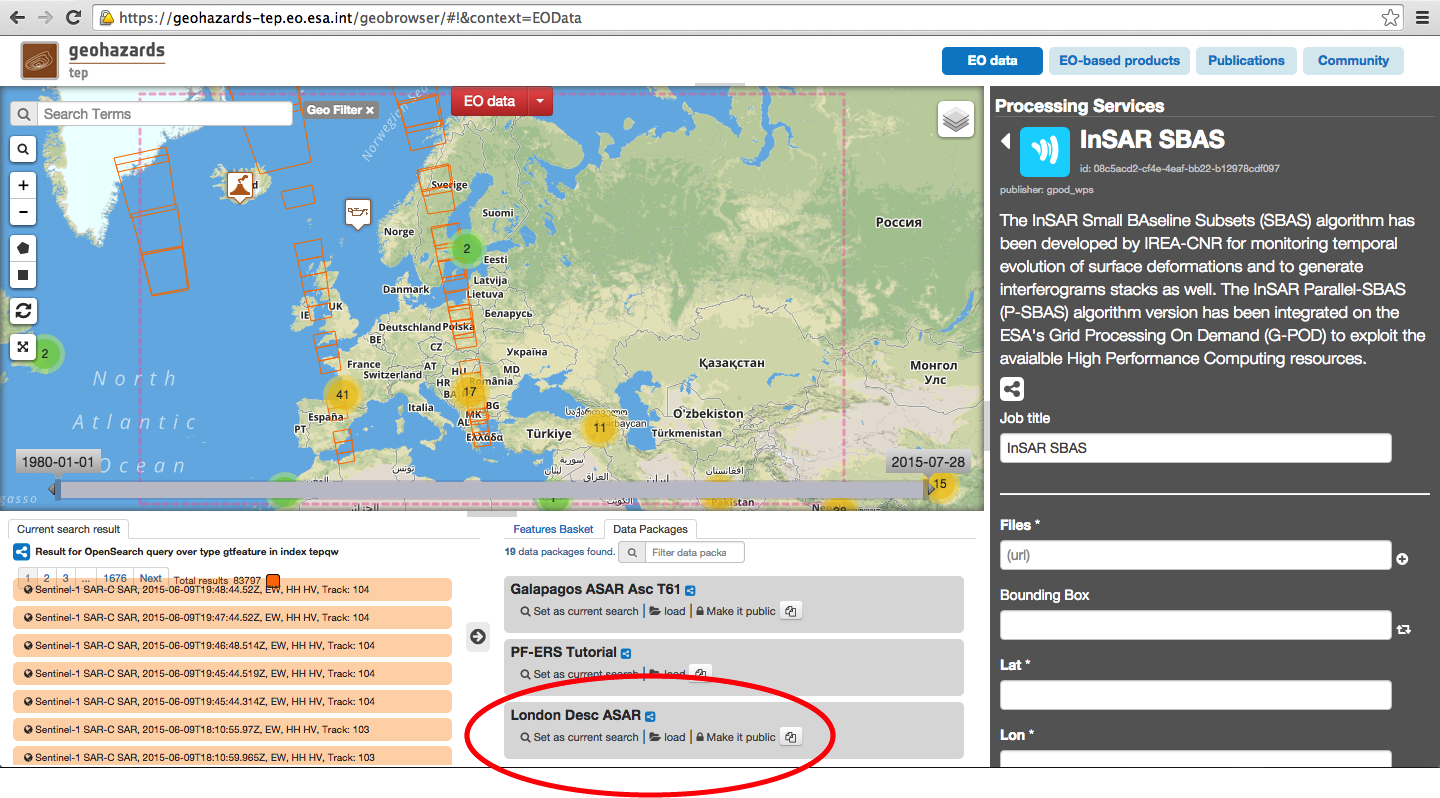 https://geohazards-tep.eo.esa.int/geobrowser/#!&context=EOData
geohazards
tep
EO data
EO-based products
Publications
Community
Search Terms
Geo Filter ×
EO data
Norwegian Sea
Sverige
Suomi
Norge
Россия
2
Eesti
Latvija
Lietuva
Danmark
UK
IE
Беларусь
Deutschland
Polska
BE
CZ
Україна
2
France
Switzerland
AT
HU
MD
România
Қазақстан
Монгол
Улс
North
Atlantic
Ocean
41
17
HR
BA
BG
Italia
MK
AL
España
PT
Ελλάδα
Türkiye
11
O'zbekiston
Türkmenistan
تونس
سوريا
العراق
1980-01-01
2015-07-28
15
Pakistan
Current search result
Result for OpenSearch query over type gtfeature in index tepqw
1 2 3 ... 1676 Next Total results 83797
Sentinel-1 SAR-C SAR, 2015-06-09T19:48:44.52Z, EW, HH HV, Track: 104
Sentinel-1 SAR-C SAR, 2015-06-09T19:47:44.52Z, EW, HH HV, Track: 104
Sentinel-1 SAR-C SAR, 2015-06-09T19:46:48.514Z, EW, HH HV, Track: 104
Sentinel-1 SAR-C SAR, 2015-06-09T19:45:44.519Z, EW, HH HV, Track: 104
Sentinel-1 SAR-C SAR, 2015-06-09T19:45:44.314Z, EW, HH HV, Track: 104
Sentinel-1 SAR-C SAR, 2015-06-09T18:10:55.97Z, EW, HH HV, Track: 103
Sentinel-1 SAR-C SAR, 2015-06-09T18:10:59.965Z, EW, HH HV, Track: 103
Features Basket
Data Packages
19 data packages found.
Filter data packa
Galapagos ASAR Asc T61
Set as current search | load | Make it public
PF-ERS Tutorial
Set as current search | load
London Desc ASAR
Set as current search | load | Make it public
Processing Services
InSAR SBAS
id: 08c5acd2-cf4e-4eaf-bb22-b12978cdf097
publisher: gpod_wps
The InSAR Small BAseline Subsets (SBAS) algorithm has
been developed by IREA-CNR for monitoring temporal
evolution of surface deformations and to generate
interferograms stacks as well. The InSAR Parallel-SBAS
(P-SBAS) algorithm version has been integrated on the
ESA's Grid Processing On Demand (G-POD) to exploit the
avaialble High Performance Computing resources.
Job title
InSAR SBAS
Files *
(url)
Bounding Box
Lat *
Lon *